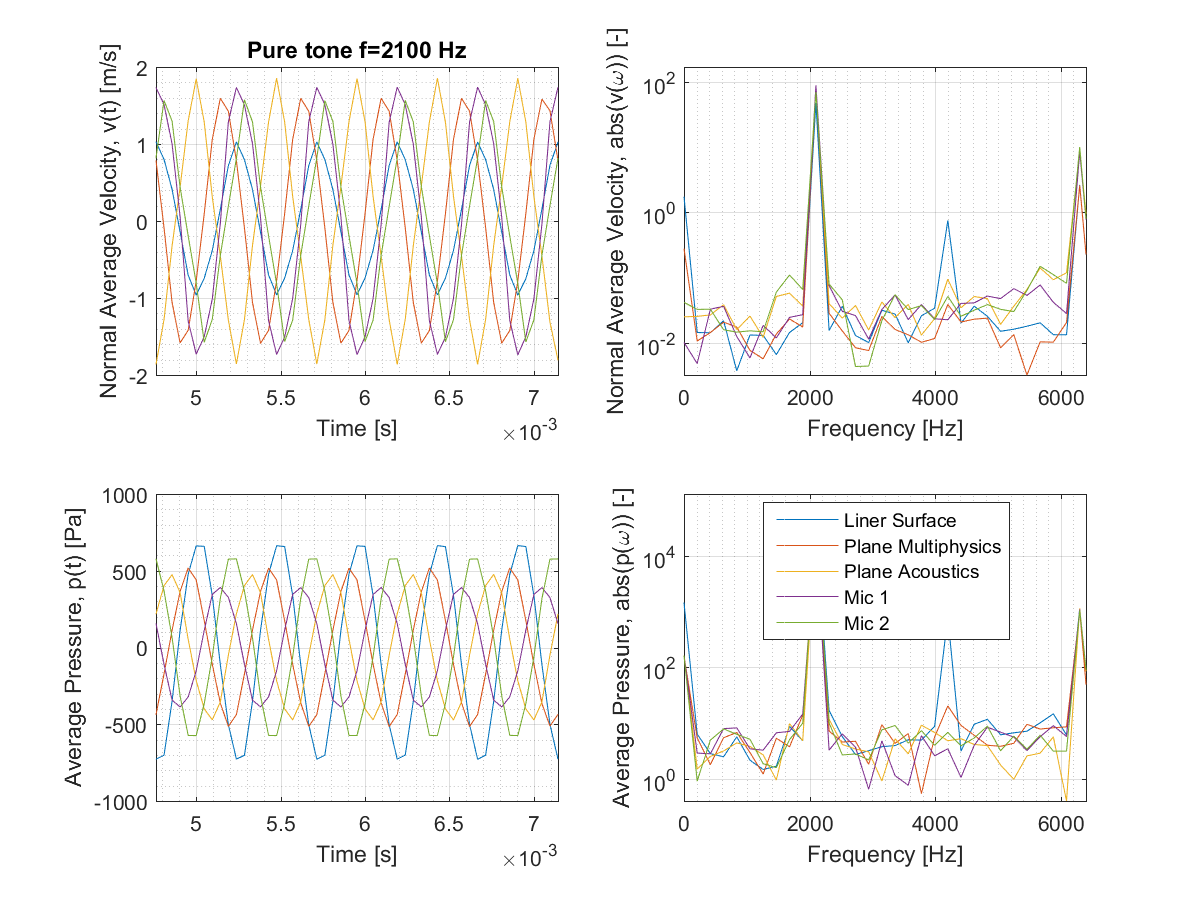 Pure tone f=2100 Hz
Normal Average Velocity, v(t) [m/s]
2
1
0
-1
-2
5
5.5
6
6.5
7
×10-3
Time [s]
Normal Average Velocity, abs(v(ω)) [-]
10^2
10^0
10^-2
0
2000
4000
6000
Frequency [Hz]
Average Pressure, p(t) [Pa]
1000
500
0
-500
-1000
5
5.5
6
6.5
7
×10-3
Time [s]
Average Pressure, abs(p(ω)) [-]
10^4
10^2
10^0
Liner Surface
Plane Multiphysics
Plane Acoustics
Mic 1
Mic 2
0
2000
4000
6000
Frequency [Hz]